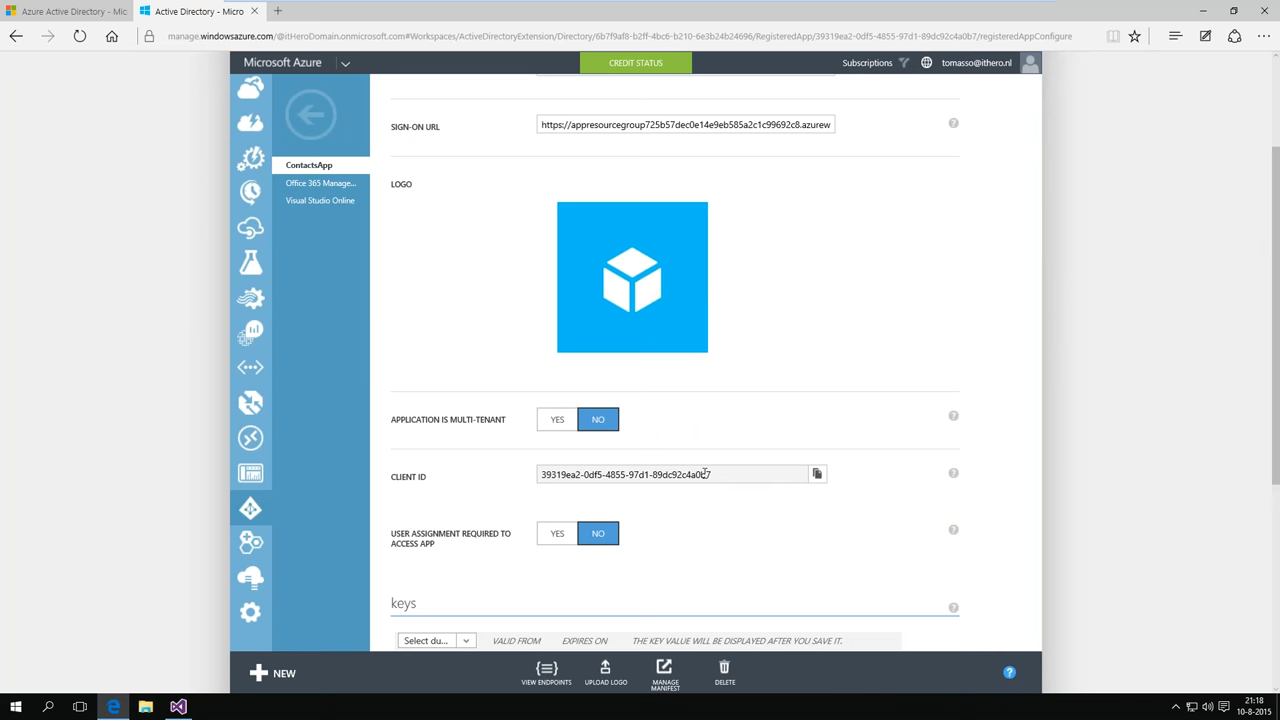 Azure Active Directory - Mic
Active Directory - Micro
manage.windowsazure.com/@itHeroDomain.onmicrosoft.com#Workspaces/ActiveDirectoryExtension/Directory/6b7f9af8-b2ff-4bc6-b210-6e3b24b24696/RegisteredApp/39319ea2-0df5-4855-97d1-89dc92c4a0b7/registeredAppConfigure
Microsoft Azure
CREDIT STATUS
Subscriptions
tomasso@ithero.nl
ContactsApp
Office 365 Manage...
Visual Studio Online
SIGN-ON URL
https://appresourcegroup725b57dec0e14e9eb585a2c1c99692c8.azurew
LOGO
APPLICATION IS MULTI-TENANT
YES
NO
CLIENT ID
39319ea2-0df5-4855-97d1-89dc92c4a0b7
USER ASSIGNMENT REQUIRED TO
ACCESS APP
YES
NO
keys
Select du...
VALID FROM
EXPIRES ON
THE KEY VALUE WILL BE DISPLAYED AFTER YOU SAVE IT.
NEW
VIEW ENDPOINTS
UPLOAD LOGO
MANAGE
MANIFEST
DELETE
21:18
10-8-2015